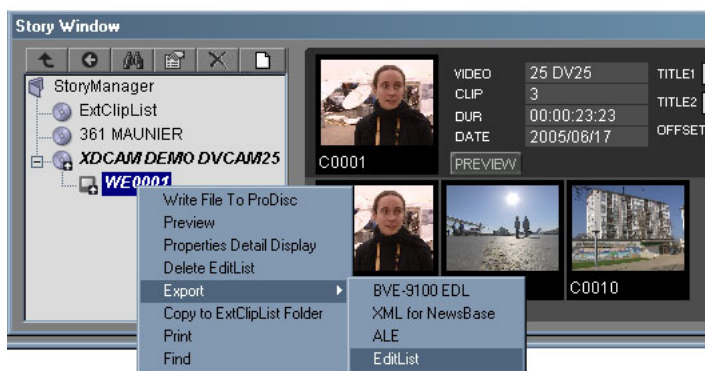 Story Window
StoryManager
ExtClipList
361 MAUNIER
XDCAM DEMO DVCAM25
WE0001
VIDEO 25 DV25
CLIP 3
DUR 00:00:23:23
DATE 2005/06/17
TITLE1
TITLE2
OFFSET
C0001
PREVIEW
C0010
Write File To ProDisc
Preview
Properties Detail Display
Delete EditList
Export
Copy to ExtClipList Folder
Print
Find
BVE-9100 EDL
XML for NewsBase
ALE
EditList